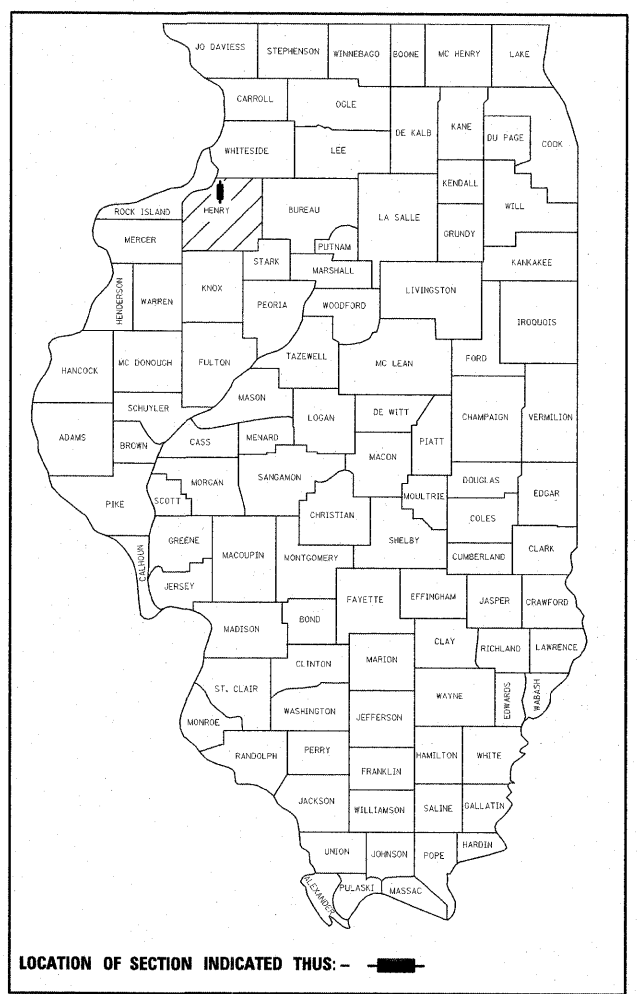 JO DAVIESS STEPHENSON WINNEBAGO BOONE MC HENRY LAKE
CARROLL OGLE
DE KALB KANE DU PAGE COOK
WHITESIDE LEE
KENDALL WILL
ROCK ISLAND HENRY BUREAU LA SALLE
MERCER PUTNAM GRUNDY
STARK MARSHALL KANKAKEE
HENDERSON WARREN KNOX PEORIA WOODFORD LIVINGSTON
IROQUOIS
HANCOCK MC DONOUGH FULTON TAZEWELL MC LEAN FORD
SCHUYLER MASON LOGAN DE WITT CHAMPAIGN VERMILION
ADAMS BROWN CASS MENARD MACON PIATT
PIKE SCOTT MORGAN SANGAMON MOULTRIE DOUGLAS EDGAR
CHRISTIAN COLES
CALHOUN GREENE MACOUPIN MONTGOMERY SHELBY CUMBERLAND CLARK
JERSEY
FAYETTE EFFINGHAM JASPER CRAWFORD
MADISON BOND
CLINTON MARION CLAY RICHLAND LAWRENCE
ST. CLAIR WAYNE EDWARDS WABASH
MONROE WASHINGTON JEFFERSON
RANDOLPH PERRY HAMILTON WHITE
FRANKLIN
JACKSON WILLIAMSON SALINE GALLATIN
UNION JOHNSON POPE HARDIN
ALEXANDER PULASKI MASSAC
LOCATION OF SECTION INDICATED THUS: -